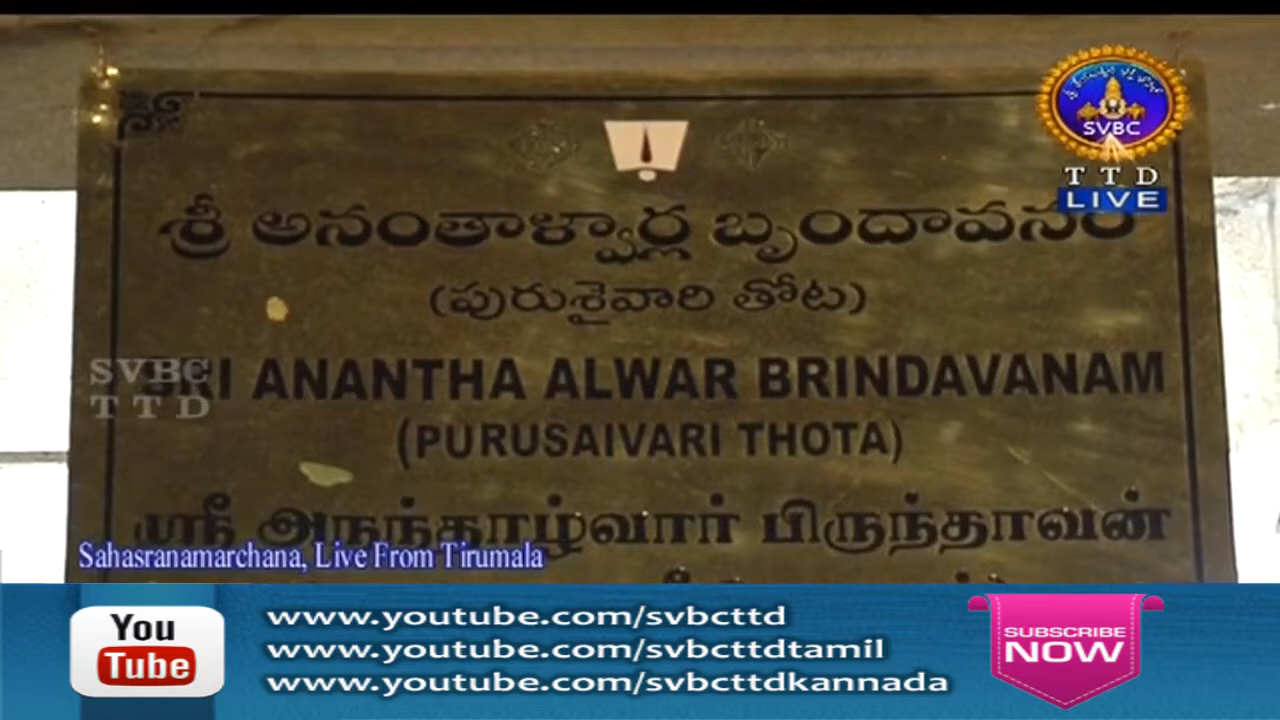 SVBC
TTD
LIVE
శ్రీ అనంతాళ్వార్ల బృందావనం
(పురుశైవారి తోట)
SVBC
TTD
SRI ANANTHA ALWAR BRINDAVANAM
(PURUSAIVARI THOTA)
ஸ்ரீ அநந்தாழ்வார் பிருந்தாவன்
Sahasranamarchana, Live From Tirumala
You
Tube
www.youtube.com/svbcttd
www.youtube.com/svbcttdtamil
www.youtube.com/svbcttdkannada
SUBSCRIBE
NOW